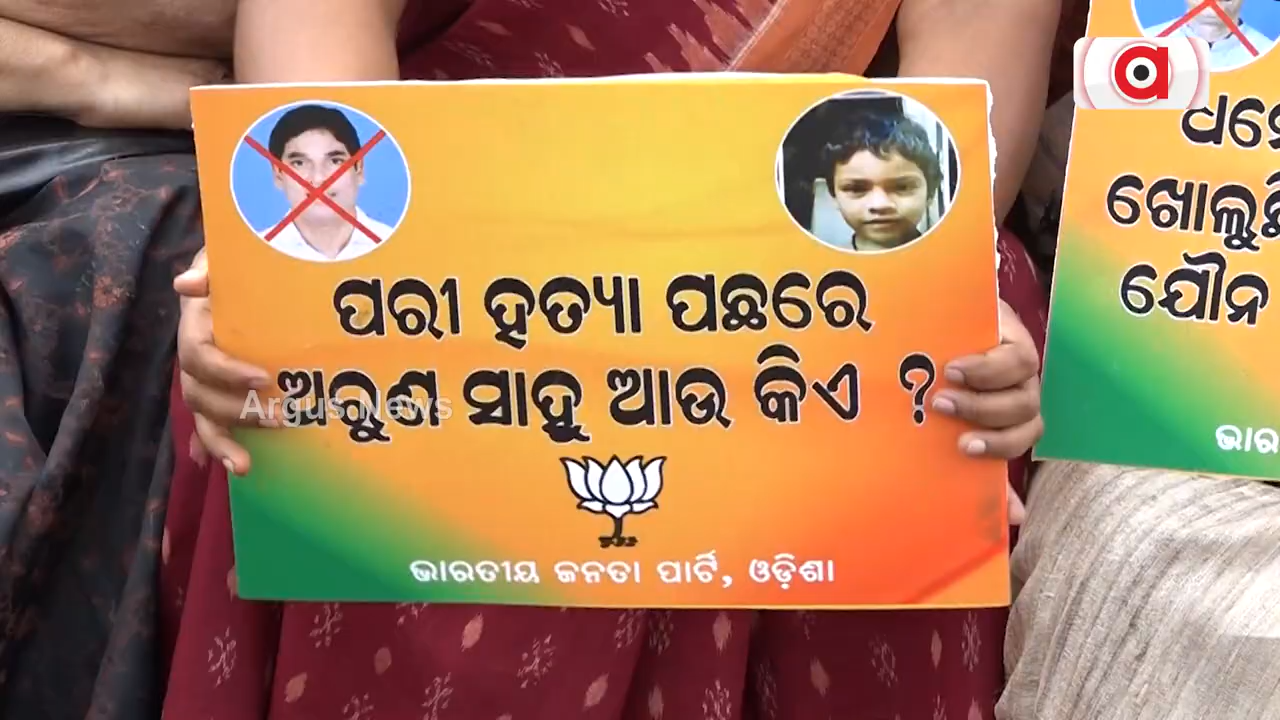 ପରୀ ହତ୍ୟା ପଛରେ
ଅରୁଣ ସାହୁ ଆଉ କିଏ ?
ଭାରତୀୟ ଜନତା ପାର୍ଟି, ଓଡ଼ିଶା
Argus News
a
ଯୌନ